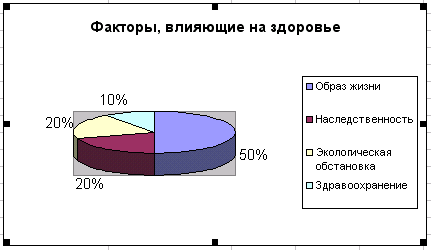 Факторы, влияющие на здоровье
10%
20%
50%
20%
Образ жизни
Наследственность
Экологическая
обстановка
Здравоохранение